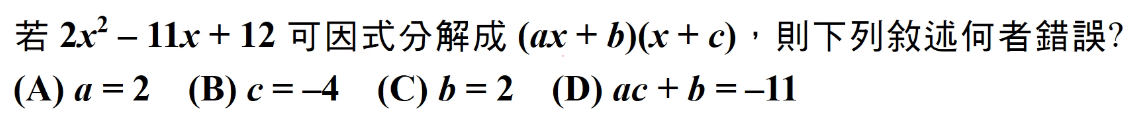 若 2x² – 11x + 12 可因式分解成 (ax + b)(x + c),則下列敘述何者錯誤?
(A) a = 2 (B) c = –4 (C) b = 2 (D) ac + b = –11